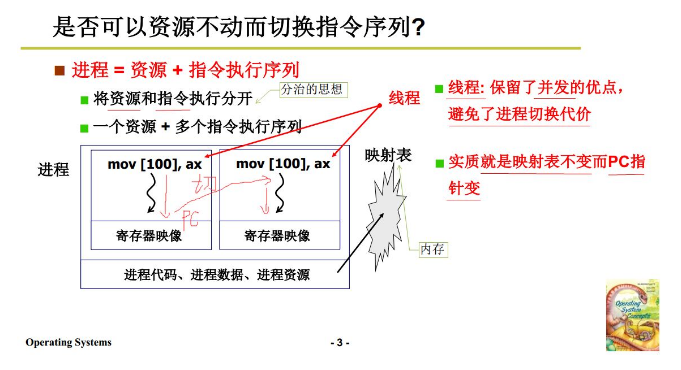 是否可以资源不动而切换指令序列?
■ 进程 = 资源 + 指令执行序列
■ 将资源和指令执行分开
分治的思想
■ 一个资源 + 多个指令执行序列
线程
■ 线程: 保留了并发的优点,
避免了进程切换代价
■ 实质就是映射表不变而PC指
针变
进程
mov [100], ax
mov [100], ax
映射表
切
PC
寄存器映像
寄存器映像
内存
进程代码、进程数据、进程资源
Operating System Concepts
Operating Systems
- 3 -